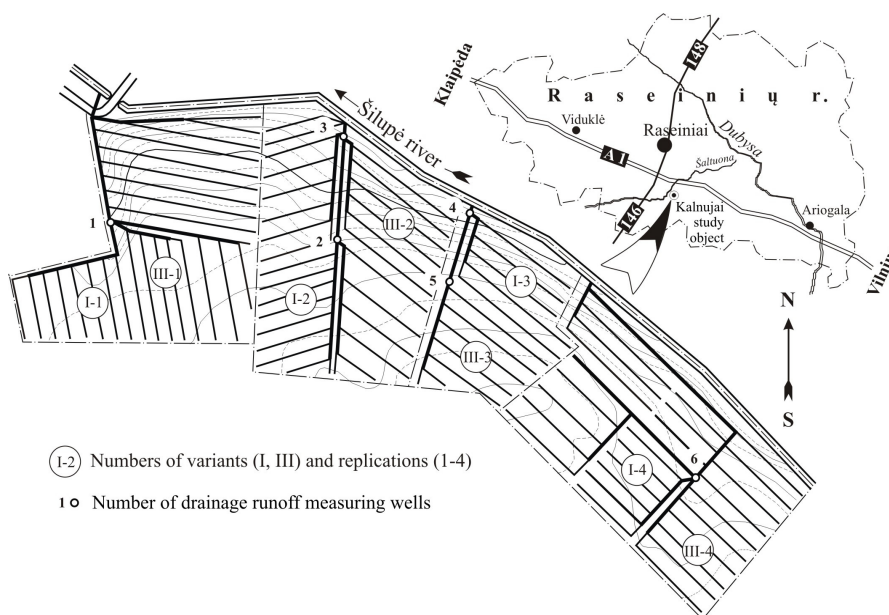 Klaipėda
148
Raseinių r.
Viduklė
Raseiniai
Dubysa
A 1
Šaltuona
146
Kalnujai
study
object
Ariogala
Vilnius
N
S
Šilupė river
3
4
1
2
5
6
III-2
III-1
I-1
I-2
I-3
III-3
I-4
III-4
I-2 Numbers of variants (I, III) and replications (1-4)
1 Number of drainage runoff measuring wells